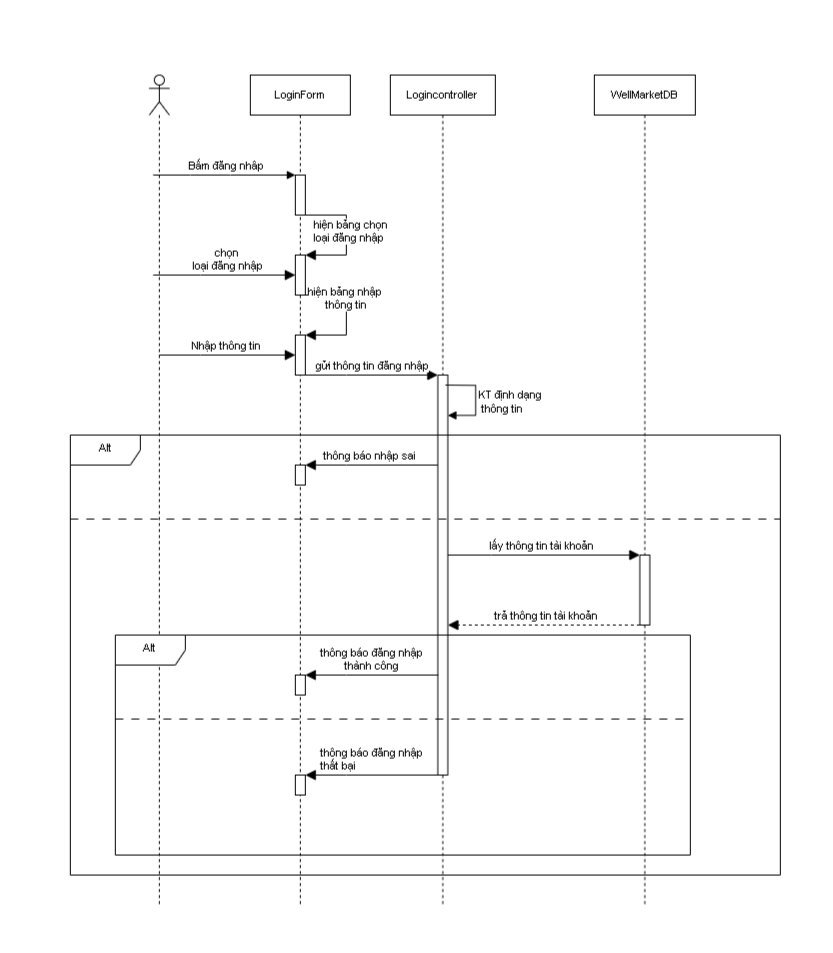 LoginForm
Logincontroller
WellMarketDB
Bấm đăng nhâp
hiện bảng chọn
loại đăng nhập
chọn
loại đăng nhập
hiện bảng nhập
thông tin
Nhập thông tin
gửi thông tin đăng nhập
KT định dạng
thông tin
Alt
thông báo nhập sai
lấy thông tin tài khoản
trả thông tin tài khoản
Alt
thông báo đăng nhập
thành công
thông báo đăng nhập
thất bại